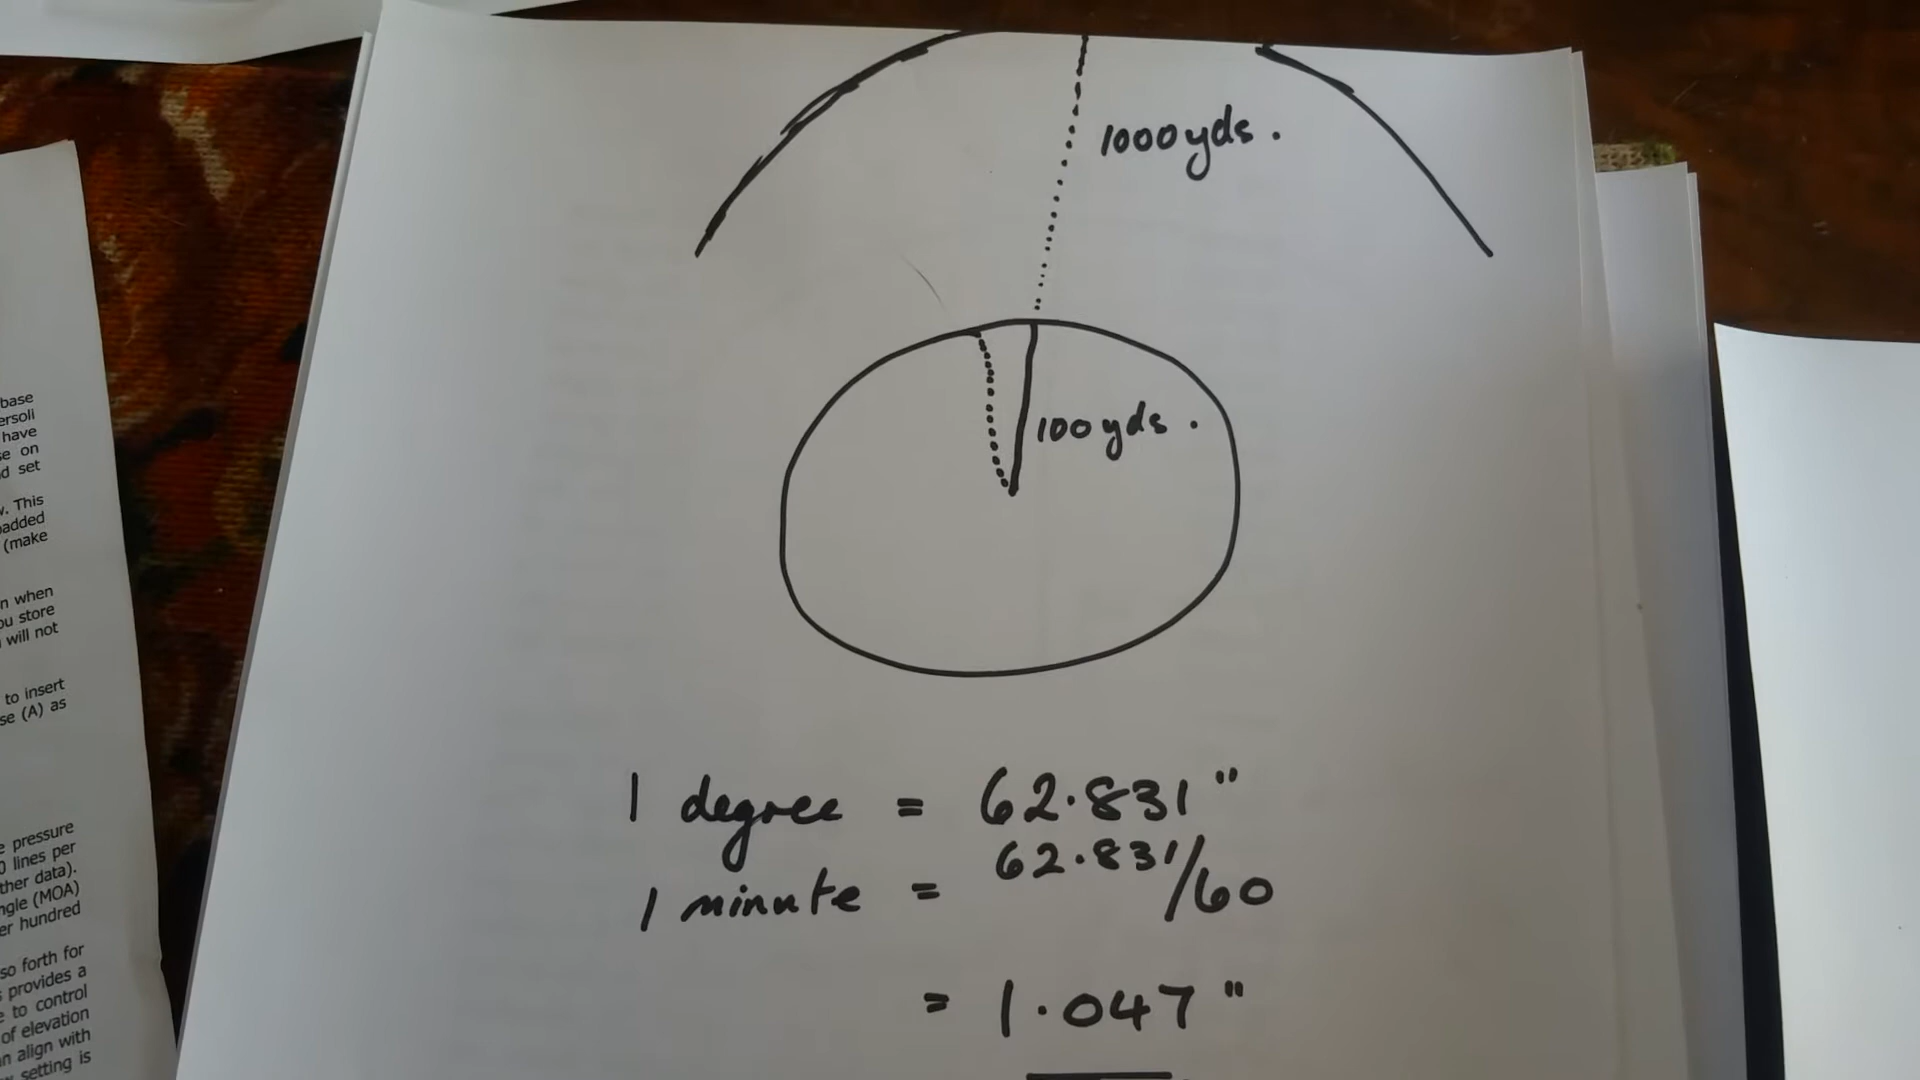 1000yds.
100yds.
1 degree = 62.831"
1 minute = 62.831/60
= 1.047"
base
ersoli
have
se on
d set
. This
added
(make
n when
ou store
will not
to insert
se (A) as
e pressure
0 lines per
ther data).
ngle (MOA)
er hundred
so forth for
s provides a
e to control
of elevation
n align with
setting is